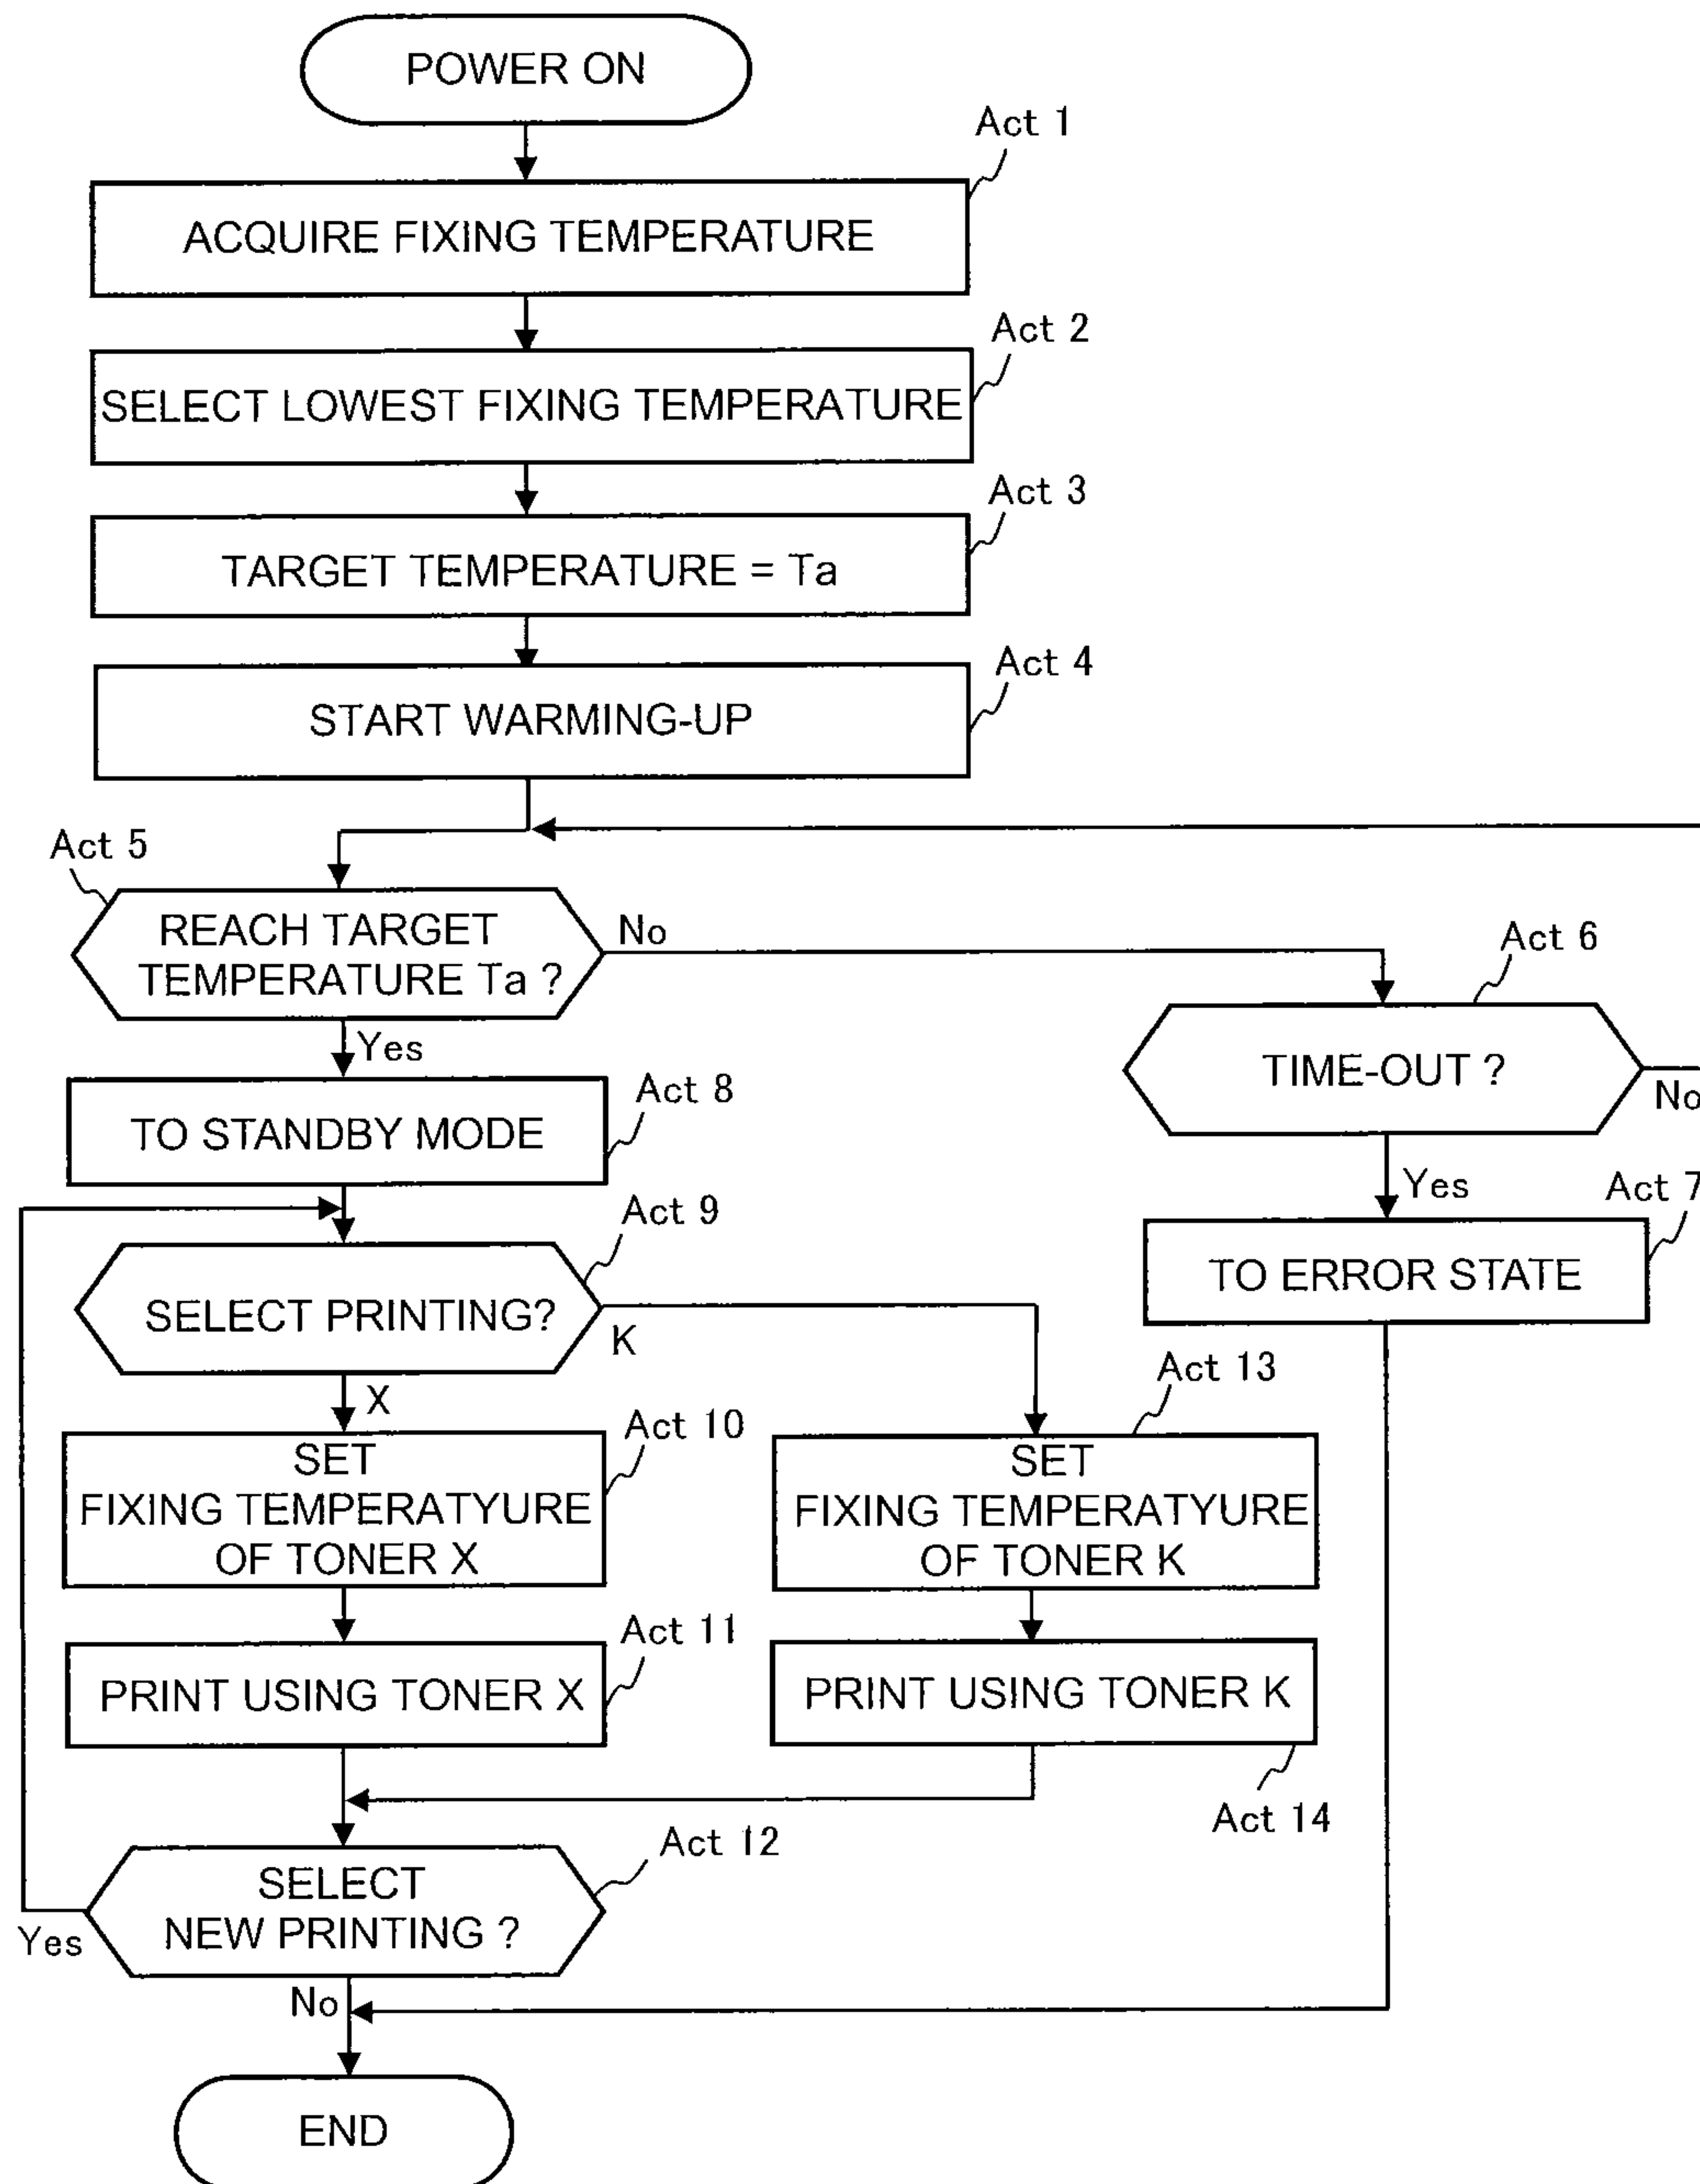 POWER ON
Act 1
ACQUIRE FIXING TEMPERATURE
Act 2
SELECT LOWEST FIXING TEMPERATURE
Act 3
TARGET TEMPERATURE = Ta
Act 4
START WARMING-UP
Act 5
REACH TARGET
TEMPERATURE Ta ?
No
Yes
Act 6
TIME-OUT ?
No
Yes
Act 7
TO ERROR STATE
Act 8
TO STANDBY MODE
Act 9
SELECT PRINTING?
K
X
Act 10
SET
FIXING TEMPERATYURE
OF TONER X
Act 13
SET
FIXING TEMPERATYURE
OF TONER K
Act 11
PRINT USING TONER X
PRINT USING TONER K
Act 14
Act 12
SELECT
NEW PRINTING ?
Yes
No
END